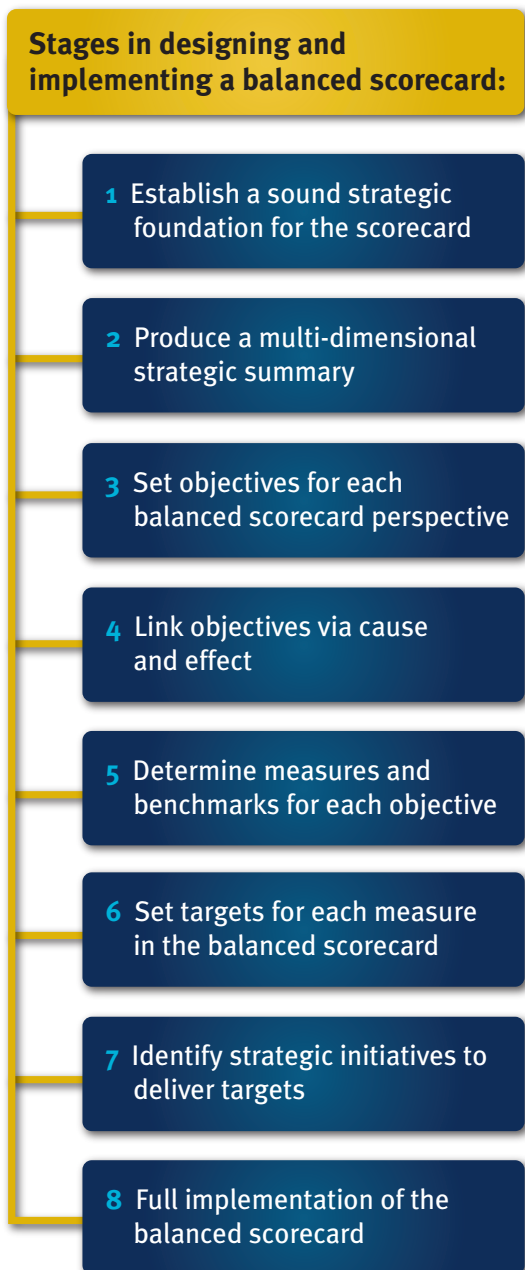 Stages in designing and
implementing a balanced scorecard:
1 Establish a sound strategic
foundation for the scorecard
2 Produce a multi-dimensional
strategic summary
3 Set objectives for each
balanced scorecard perspective
4 Link objectives via cause
and effect
5 Determine measures and
benchmarks for each objective
6 Set targets for each measure
in the balanced scorecard
7 Identify strategic initiatives to
deliver targets
8 Full implementation of the
balanced scorecard